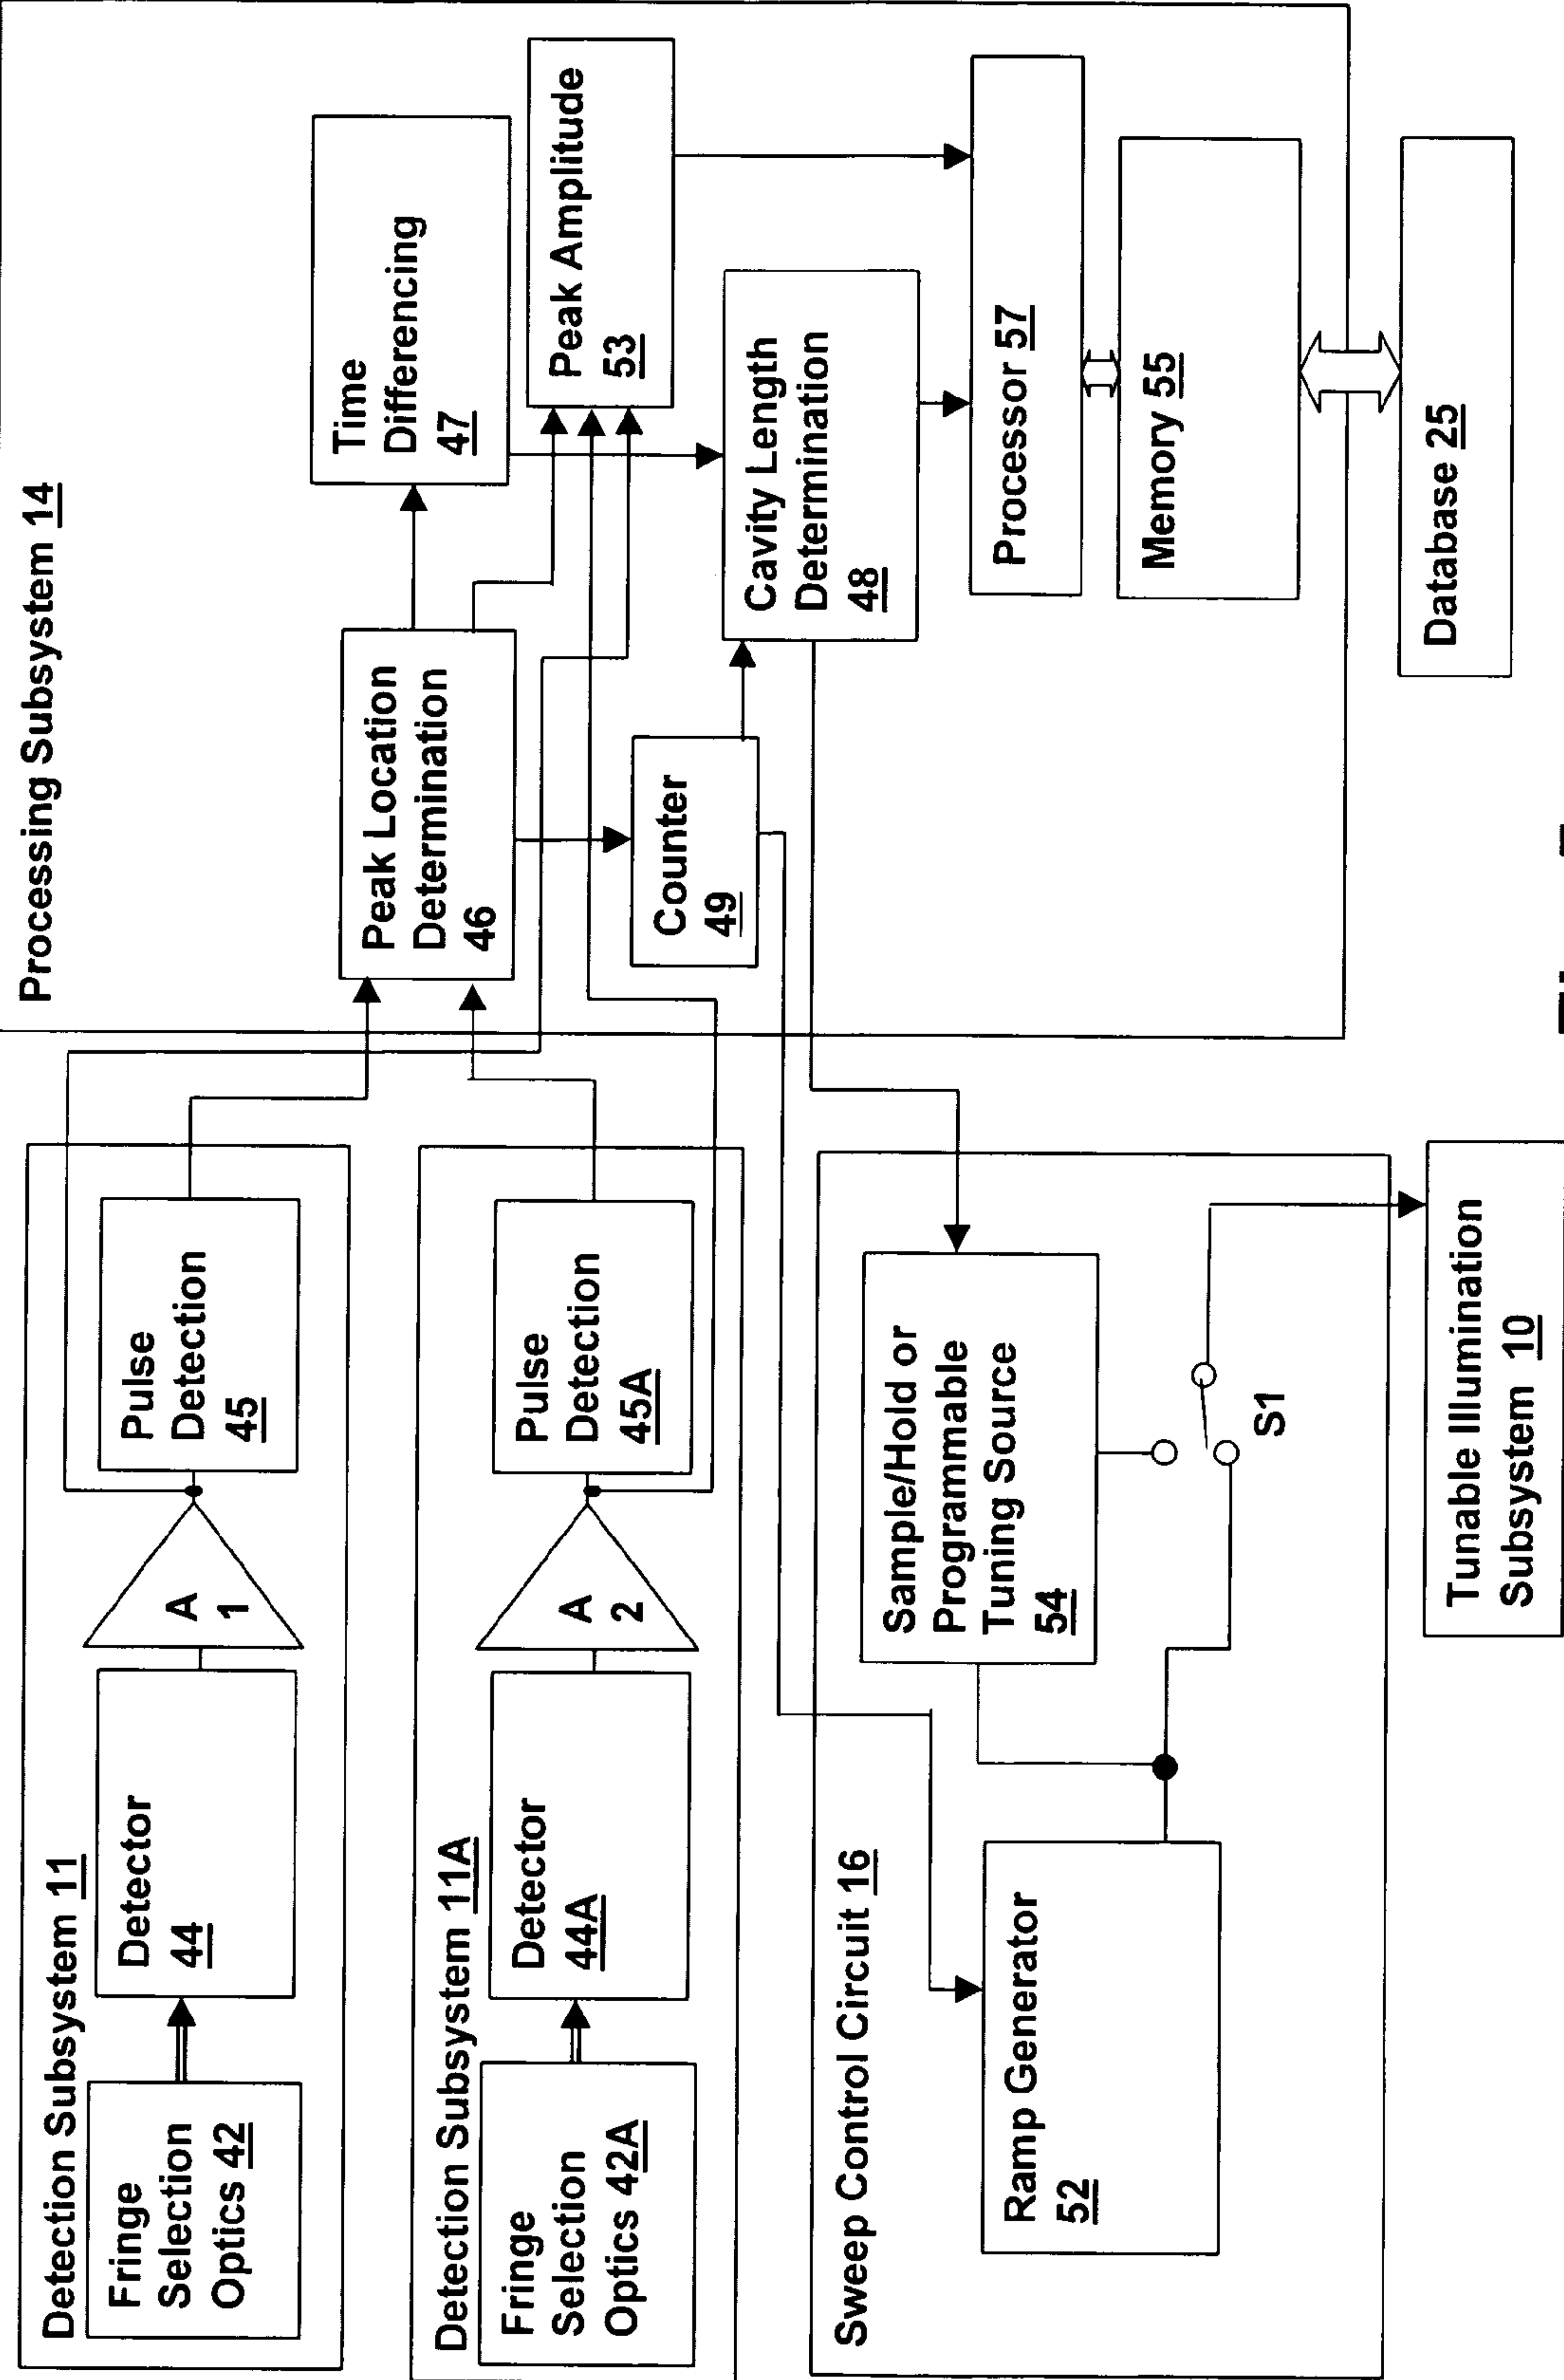 Detection Subsystem 11
Fringe
Selection
Optics 42
Detector
44
A
1
Pulse
Detection
45
Detection Subsystem 11A
Fringe
Selection
Optics 42A
Detector
44A
A
2
Pulse
Detection
45A
Sweep Control Circuit 16
Ramp Generator
52
Sample/Hold or
Programmable
Tuning Source
54
S1
Tunable Illumination
Subsystem 10
Processing Subsystem 14
Peak Location
Determination
46
Time
Differencing
47
Peak Amplitude
53
Counter
49
Cavity Length
Determination
48
Processor 57
Memory 55
Database 25